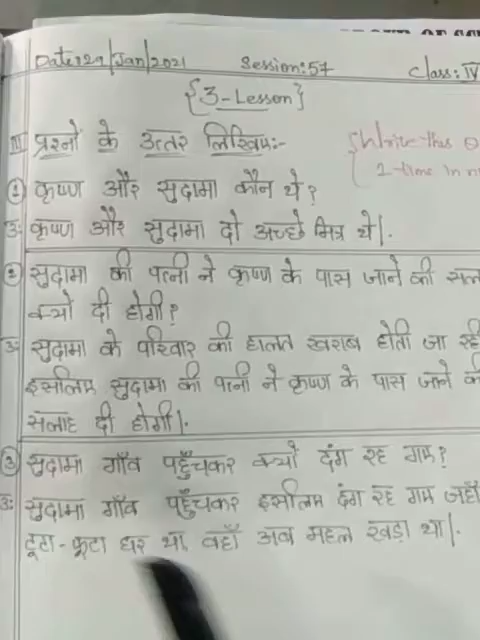 Date:29/Jan/2021 Session:57 Class: IV
{3-Lesson}
III प्रश्नों के उत्तर लिखिए:-
Write this
2-time in
① कृष्ण और सुदामा कौन थे?
उ: कृष्ण और सुदामा दो अच्छे मित्र थे।
② सुदामा की पत्नी ने कृष्ण के पास जाने की
क्यों दी होगी?
उ: सुदामा के परिवार की हालत खराब होती जा
इसलिए सुदामा की पत्नी ने कृष्ण के पास जाने
सलाह दी होगी।
③ सुदामा गाँव पहुँचकर क्यों दंग रह गए?
उ: सुदामा गाँव पहुँचकर इसलिए दंग रह गए जहाँ
टूटा-फूटा घर था, वहाँ अब महल खड़ा था।